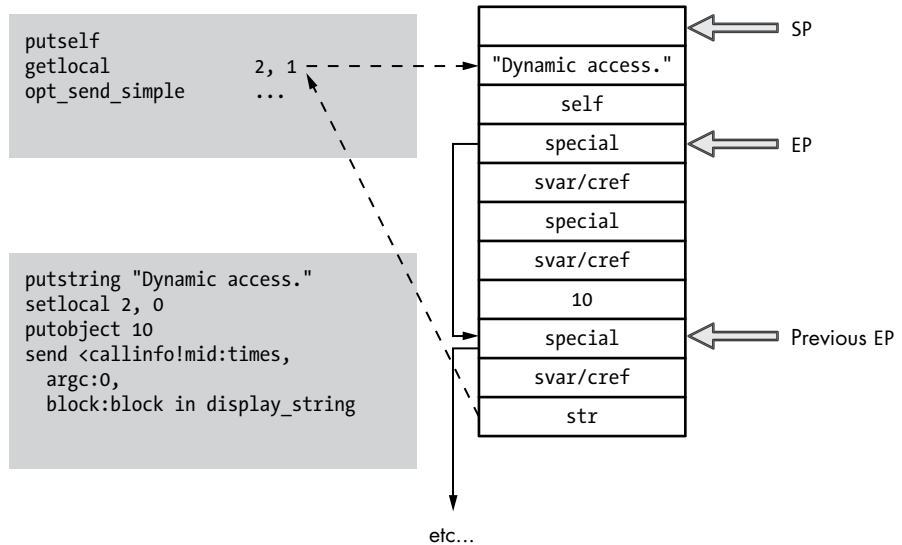 putself
getlocal 2, 1
opt_send_simple ...
putstring "Dynamic access."
setlocal 2, 0
putobject 10
send <callinfo!mid:times,
argc:0,
block:block in display_string
SP
"Dynamic access."
self
special
EP
svar/cref
special
svar/cref
10
special
Previous EP
svar/cref
str
etc…